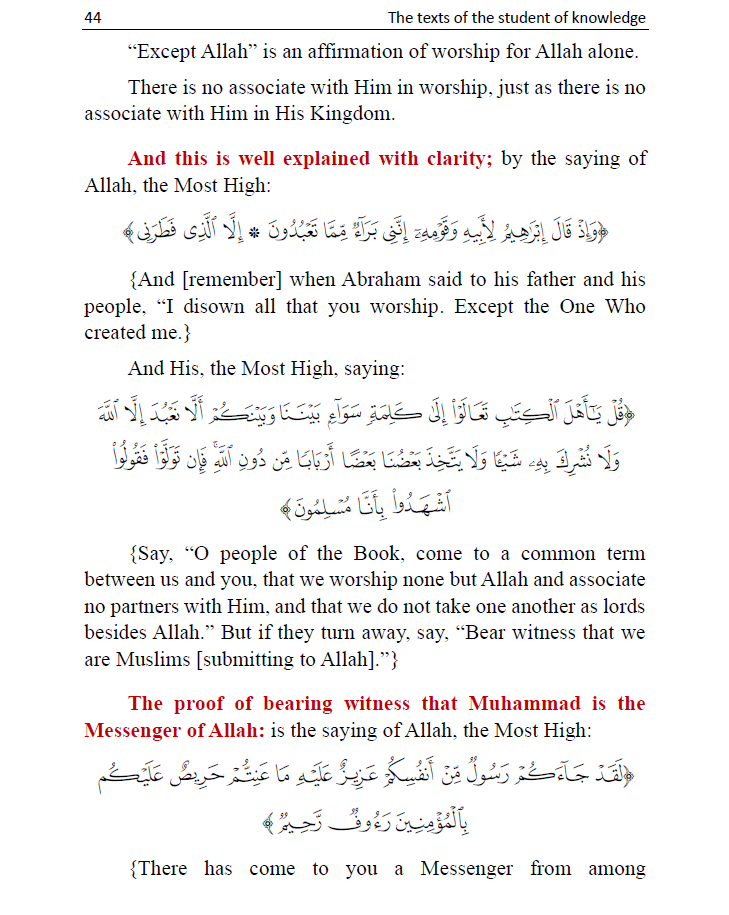 44 The texts of the student of knowledge
“Except Allah” is an affirmation of worship for Allah alone.
There is no associate with Him in worship, just as there is no
associate with Him in His Kingdom.
And this is well explained with clarity; by the saying of
Allah, the Most High:
﴿وَإِذۡ قَالَ إِبۡرَٰهِيمُ لِأَبِيهِ وَقَوۡمِهِۦٓ إِنَّنِي بَرَآءٞ مِّمَّا تَعۡبُدُونَ * إِلَّا ٱلَّذِي فَطَرَنِي﴾
{And [remember] when Abraham said to his father and his
people, “I disown all that you worship. Except the One Who
created me.}
And His, the Most High, saying:
﴿قُلۡ يَٰٓأَهۡلَ ٱلۡكِتَٰبِ تَعَالَوۡاْ إِلَىٰ كَلِمَةٖ سَوَآءِۭ بَيۡنَنَا وَبَيۡنَكُمۡ أَلَّا نَعۡبُدَ إِلَّا ٱللَّهَ
وَلَا نُشۡرِكَ بِهِۦ شَيۡـٔٗا وَلَا يَتَّخِذَ بَعۡضُنَا بَعۡضًا أَرۡبَابٗا مِّن دُونِ ٱللَّهِۚ فَإِن تَوَلَّوۡاْ فَقُولُواْ
ٱشۡهَدُواْ بِأَنَّا مُسۡلِمُونَ﴾
{Say, “O people of the Book, come to a common term
between us and you, that we worship none but Allah and associate
no partners with Him, and that we do not take one another as lords
besides Allah.” But if they turn away, say, “Bear witness that we
are Muslims [submitting to Allah].”}
The proof of bearing witness that Muhammad is the
Messenger of Allah: is the saying of Allah, the Most High:
﴿لَقَدۡ جَآءَكُمۡ رَسُولٞ مِّنۡ أَنفُسِكُمۡ عَزِيزٌ عَلَيۡهِ مَا عَنِتُّمۡ حَرِيصٌ عَلَيۡكُم
بِٱلۡمُؤۡمِنِينَ رَءُوفٞ رَّحِيمٞ﴾
{There has come to you a Messenger from among